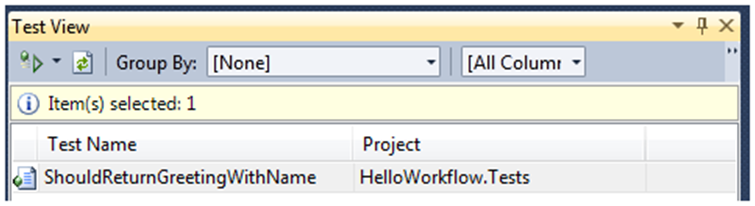 Test View
Group By: [None] [All Colum
Item(s) selected: 1
Test Name Project
ShouldReturnGreetingWithName HelloWorkflow.Tests